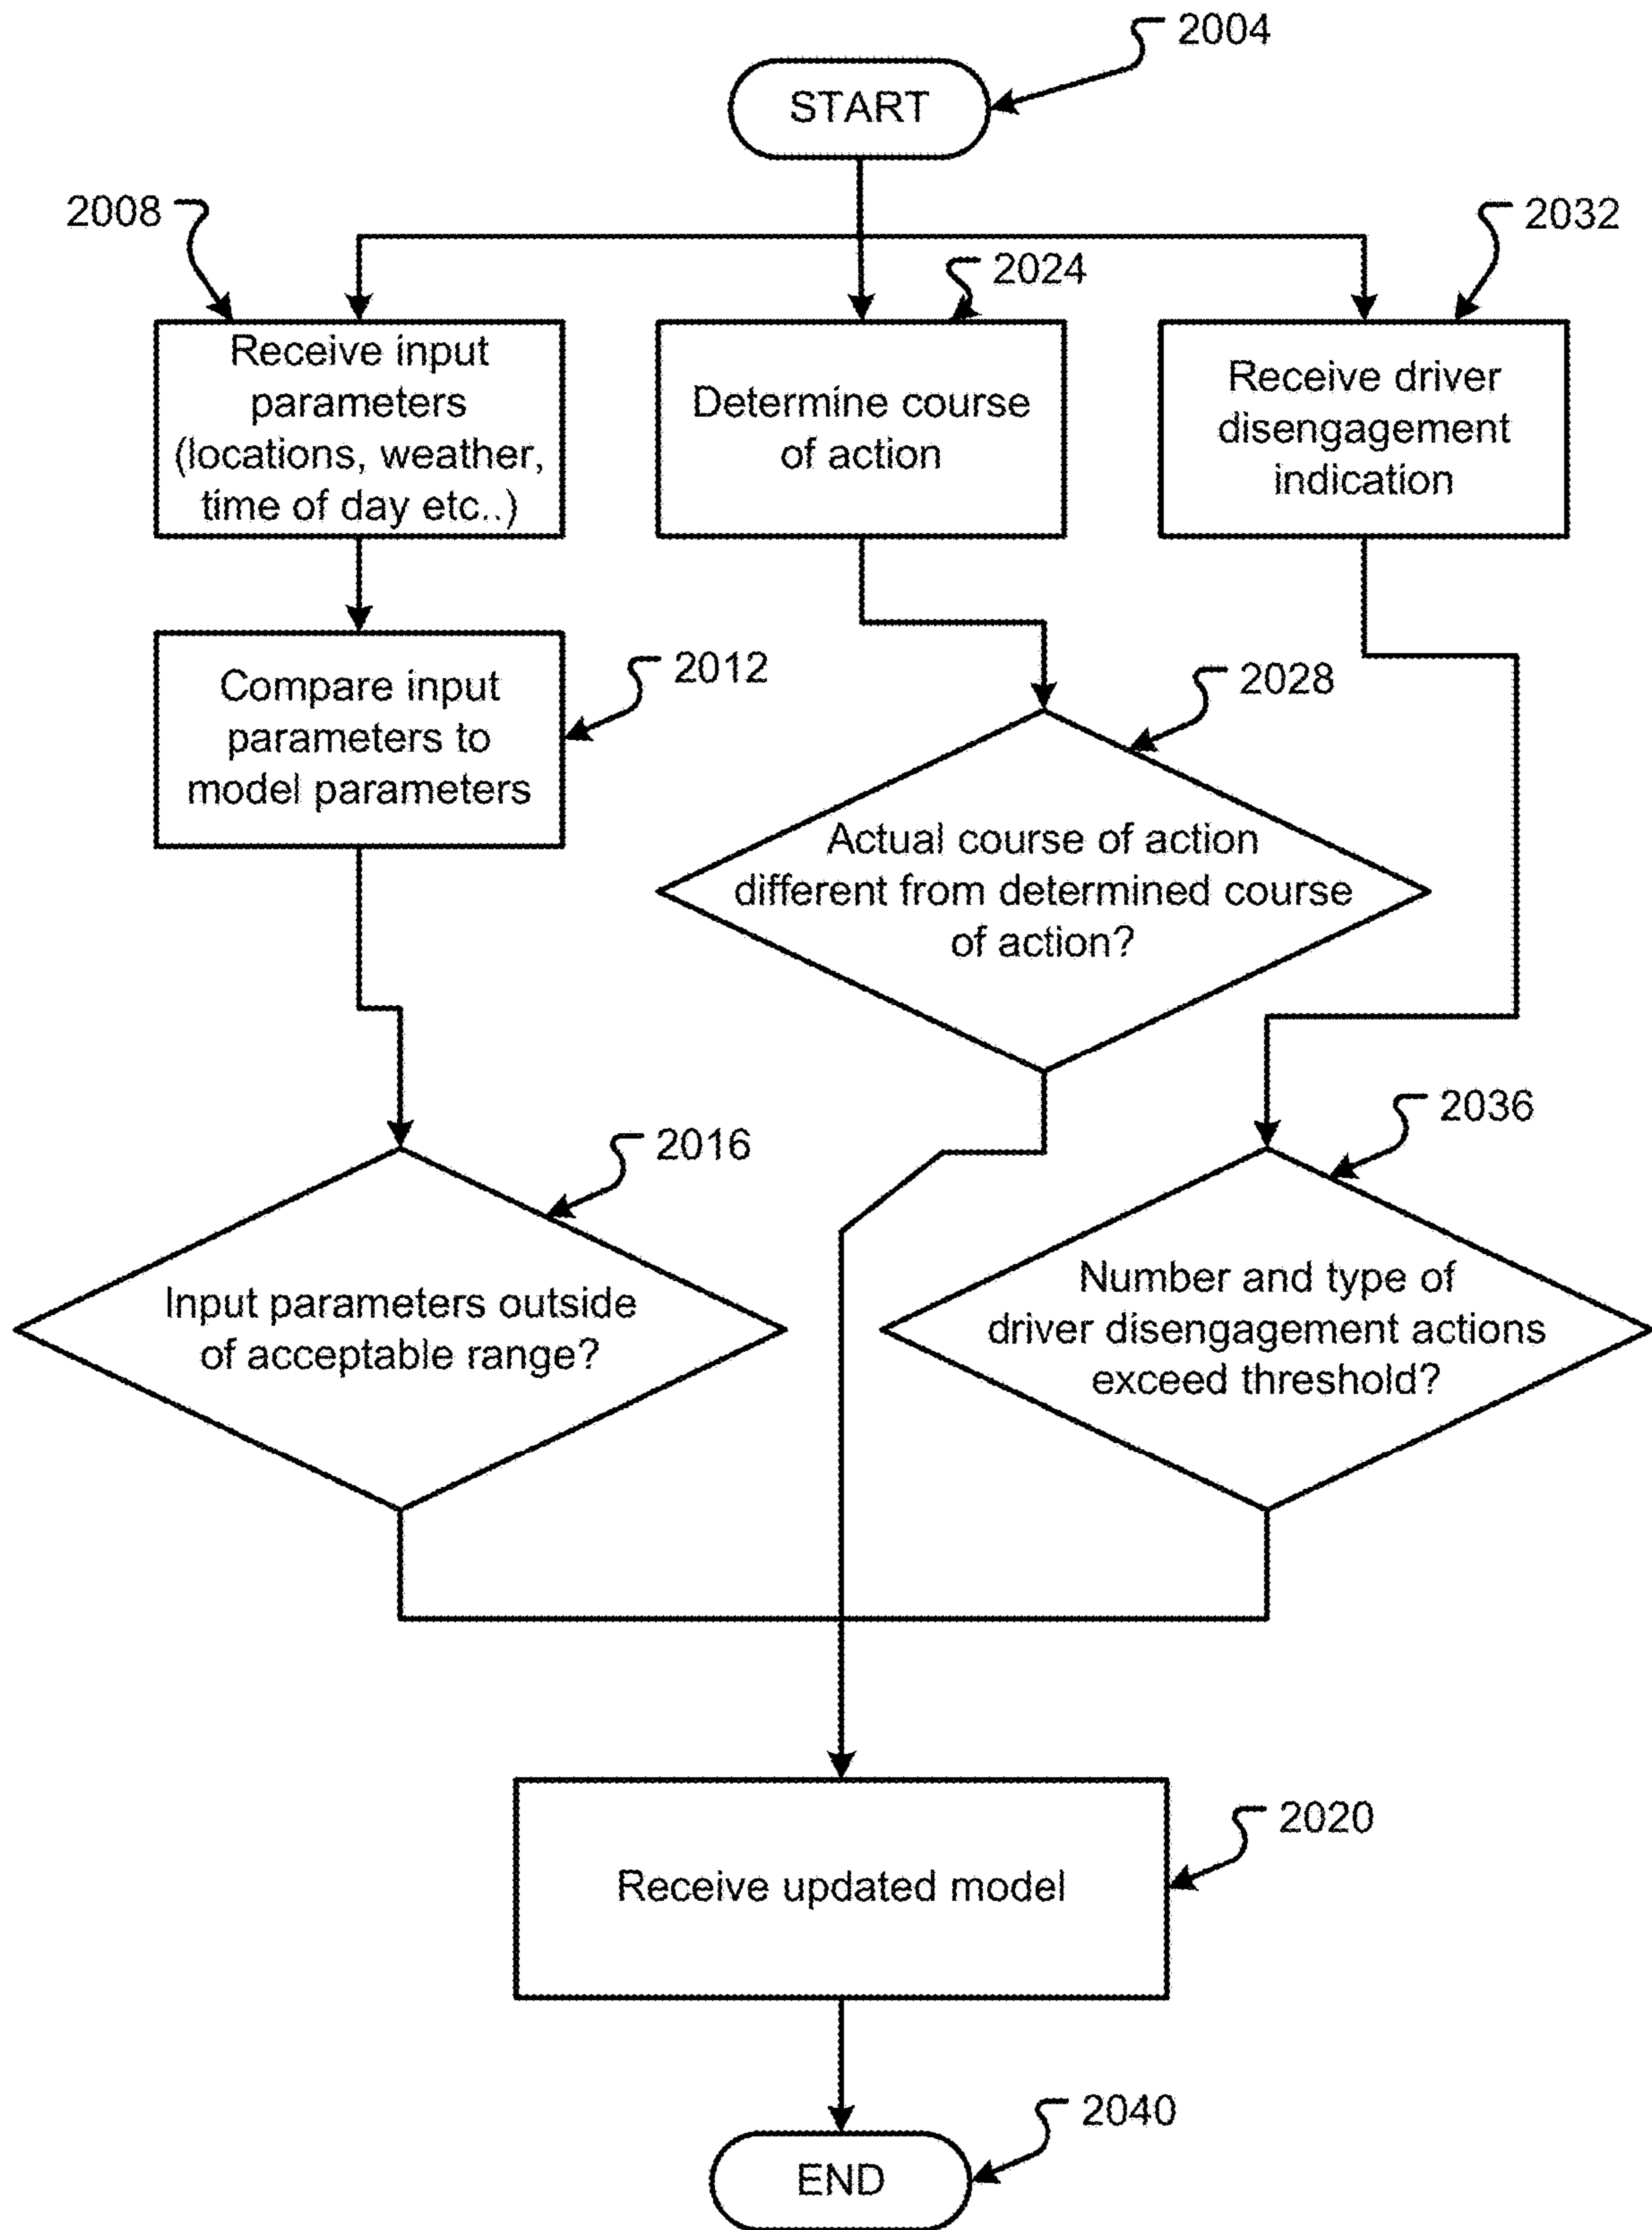 2004
START
2008
2032
2024
Receive input
parameters
(locations, weather,
time of day etc..)
Determine course
of action
Receive driver
disengagement
indication
2012
Compare input
parameters to
model parameters
2028
Actual course of action
different from determined course
of action?
2016
2036
Input parameters outside
of acceptable range?
Number and type of
driver disengagement actions
exceed threshold?
2020
Receive updated model
2040
END